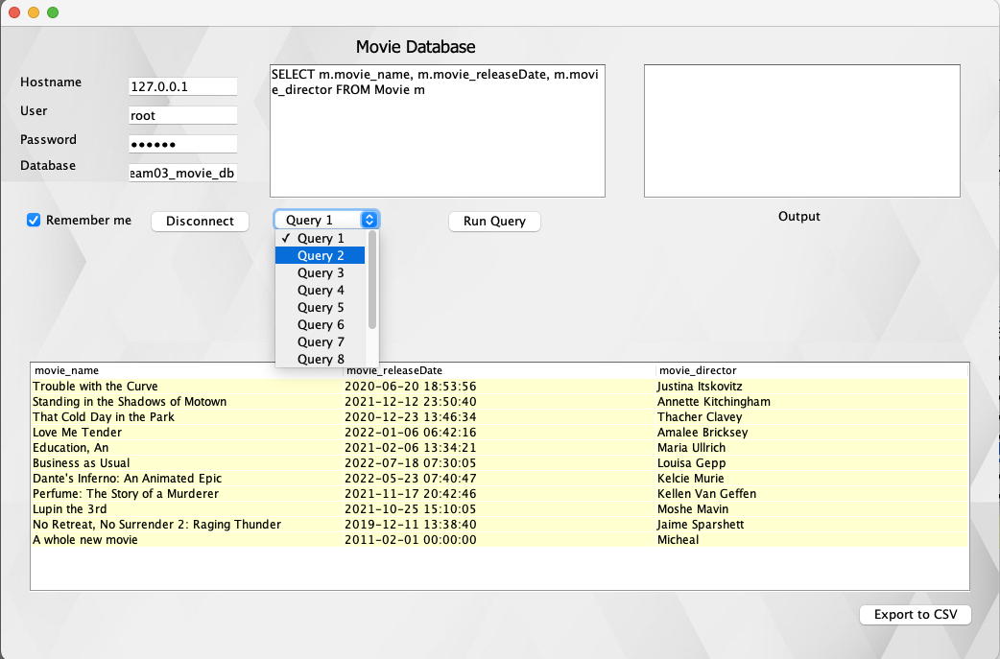 Movie Database
Hostname 127.0.0.1
User root
Password ••••••
Database eam03_movie_db
SELECT m.movie_name, m.movie_releaseDate, m.movi
e_director FROM Movie m
Remember me
Disconnect
Query 1
Run Query
Output
✓ Query 1
Query 2
Query 3
Query 4
Query 5
Query 6
Query 7
Query 8
movie_name movie_releaseDate movie_director
Trouble with the Curve 2020-06-20 18:53:56 Justina Itskovitz
Standing in the Shadows of Motown 2021-12-12 23:50:40 Annette Kitchingham
That Cold Day in the Park 2020-12-23 13:46:34 Thacher Clavey
Love Me Tender 2022-01-06 06:42:16 Amalee Bricksey
Education, An 2021-02-06 13:34:21 Maria Ullrich
Business as Usual 2022-07-18 07:30:05 Louisa Gepp
Dante's Inferno: An Animated Epic 2022-05-23 07:40:47 Kelcie Murie
Perfume: The Story of a Murderer 2021-11-17 20:42:46 Kellen Van Geffen
Lupin the 3rd 2021-10-25 15:10:05 Moshe Mavin
No Retreat, No Surrender 2: Raging Thunder 2019-12-11 13:38:40 Jaime Sparshett
A whole new movie 2011-02-01 00:00:00 Micheal
Export to CSV